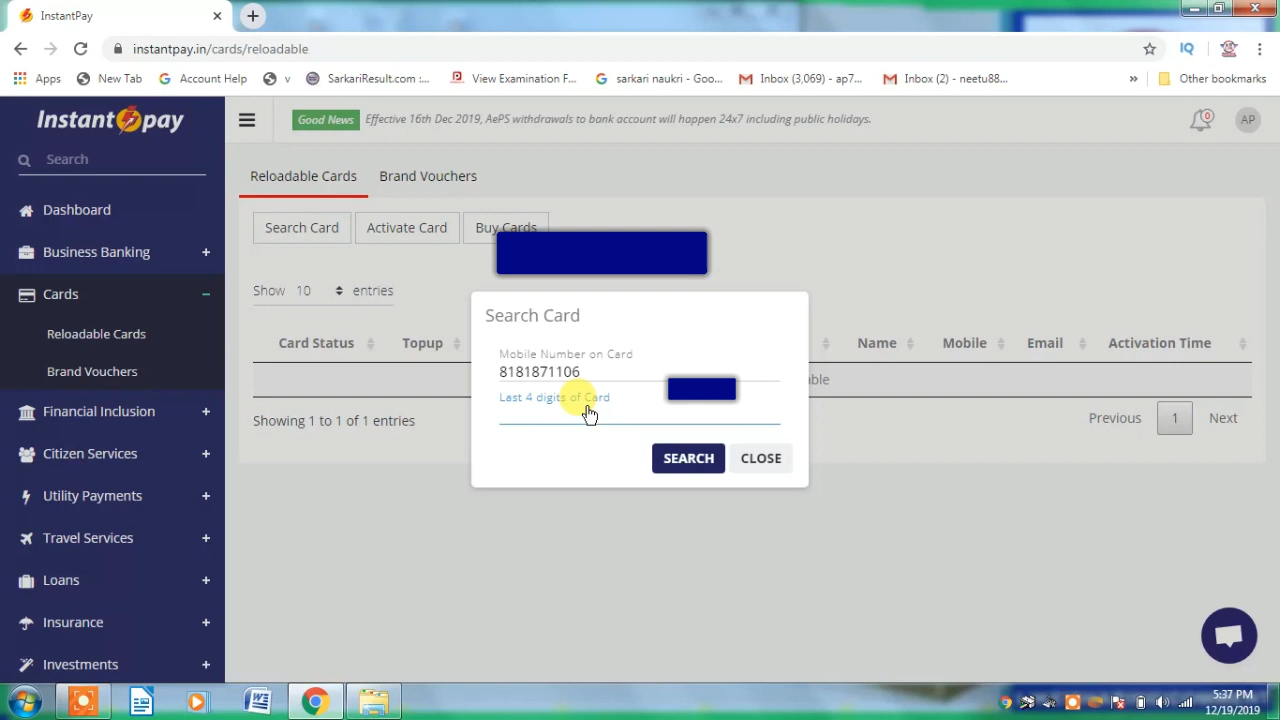 InstantPay
instantpay.in/cards/reloadable
IQ
Apps
New Tab
Account Help
v
SarkariResult.com :...
View Examination F...
sarkari naukri - Goo...
Inbox (3,069) - ap7...
Inbox (2) - neetu88...
»
Other bookmarks
Instant pay
Good News
Effective 16th Dec 2019, AePS withdrawals to bank account will happen 24x7 including public holidays.
0
AP
Search
Dashboard
Business Banking +
Cards −
Reloadable Cards
Brand Vouchers
Financial Inclusion +
Citizen Services +
Utility Payments +
Travel Services +
Loans +
Insurance +
Investments +
Reloadable Cards
Brand Vouchers
Search Card
Activate Card
Buy Cards
Show 10 entries
Card Status
Topup
Name
Mobile
Email
Activation Time
Showing 1 to 1 of 1 entries
Previous
1
Next
Search Card
Mobile Number on Card
8181871106
Last 4 digits of Card
SEARCH
CLOSE
5:37 PM
12/19/2019